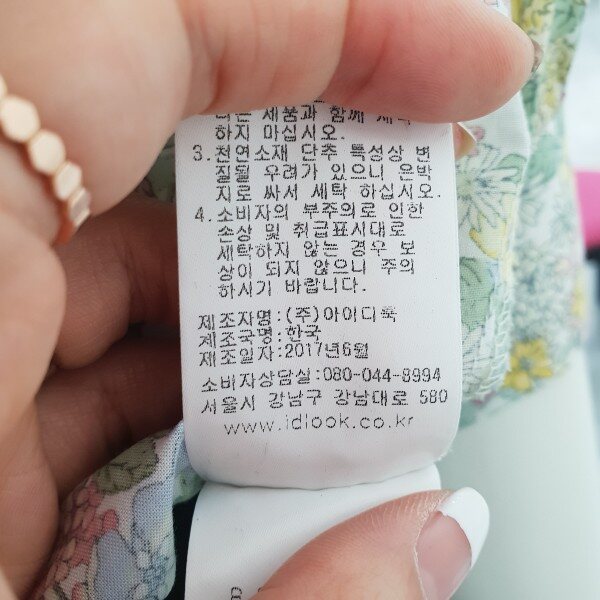 제품과 함께
하지 마십시오.
3.천연소재 단추 특성상 변
질될 우려가 있으니 은박
지로 싸서 세탁 하십시오.
4.소비자의 부주의로 인한
손상 및 취급표시대로
세탁하지 않는 경우 보
상이 되지 않으니 주의
하시기 바랍니다.
제조자명:(주)아이디룩
제조국명:한국
제조일자:2017년6월
소비자상담실:080-044-8994
서울시 강남구 강남대로 580
www.idlook.co.kr